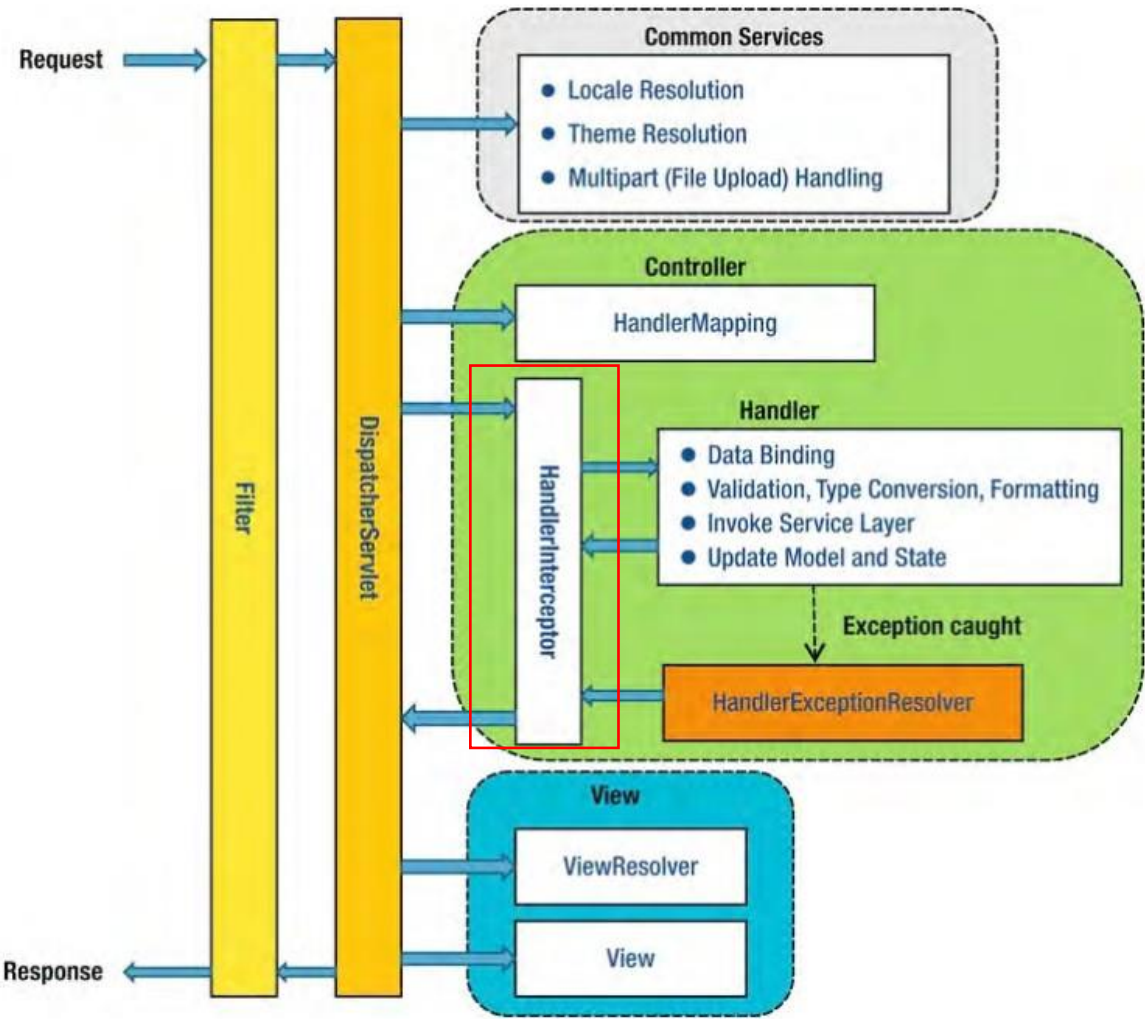 Request
Filter
DispatcherServlet
Common Services
● Locale Resolution
● Theme Resolution
● Multipart (File Upload) Handling
Controller
HandlerMapping
HandlerInterceptor
Handler
● Data Binding
● Validation, Type Conversion, Formatting
● Invoke Service Layer
● Update Model and State
Exception caught
HandlerExceptionResolver
View
ViewResolver
View
Response